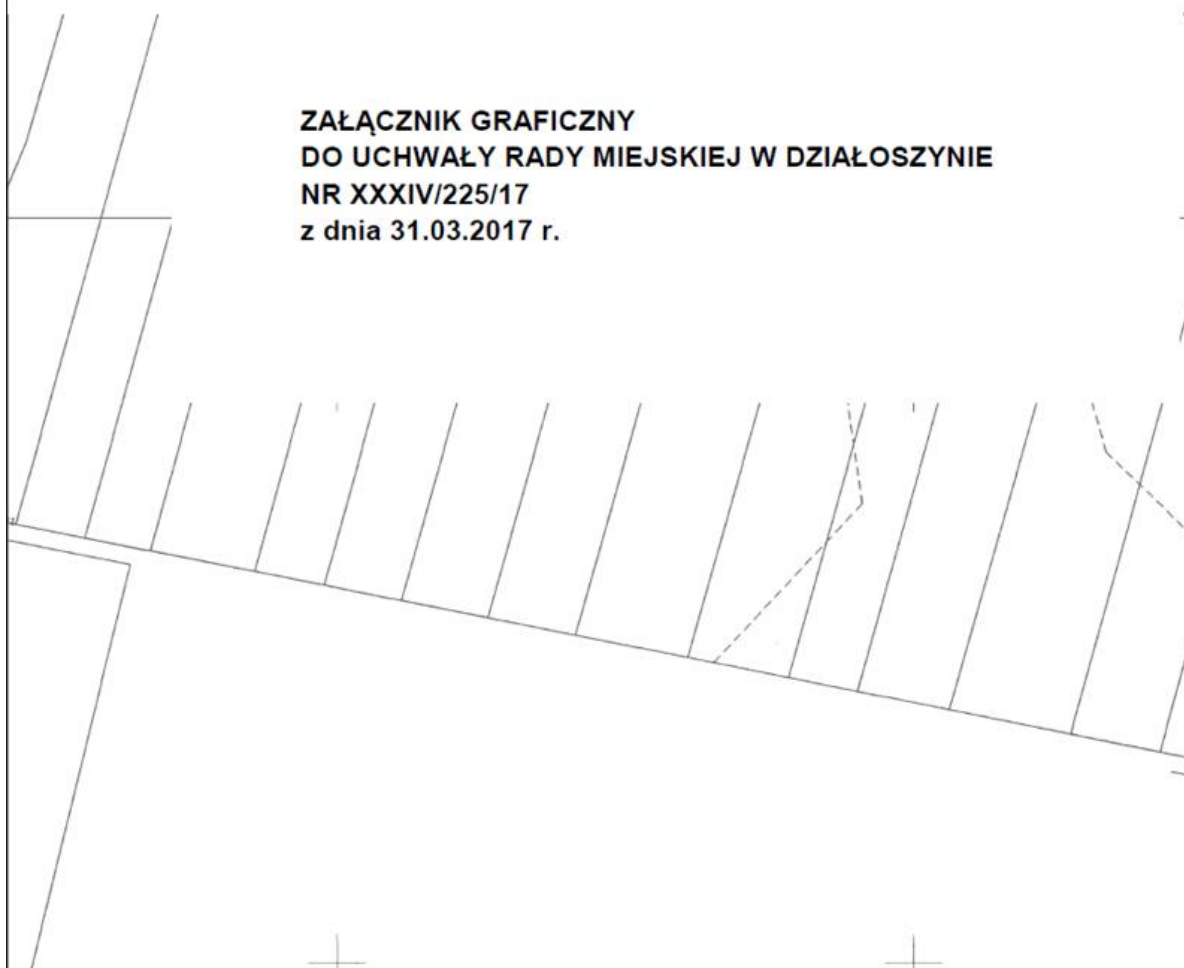 ZAŁĄCZNIK GRAFICZNY
DO UCHWAŁY RADY MIEJSKIEJ W DZIAŁOSZYNIE
NR XXXIV/225/17
z dnia 31.03.2017 r.